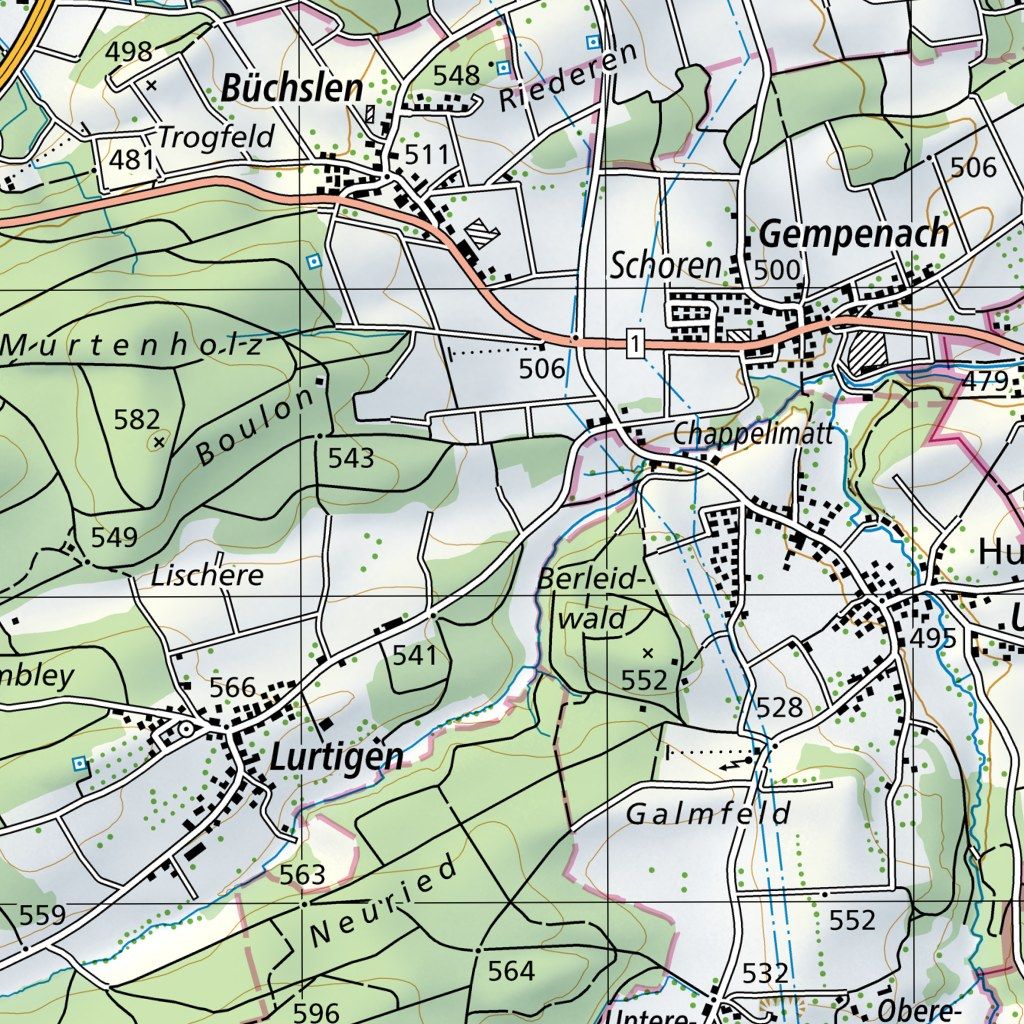 498
Büchslen
548
Riederen
Trogfeld
481
511
506
Gempenach
Schoren
500
Murtenholz
1
506
479
582
Boulon
Chappelimatt
543
549
Hu
Lischere
Berleid-
wald
495
U
541
mbley
552
566
528
Lurtigen
Galmfeld
563
Neuried
559
552
564
532
596
Untere-
Obere-